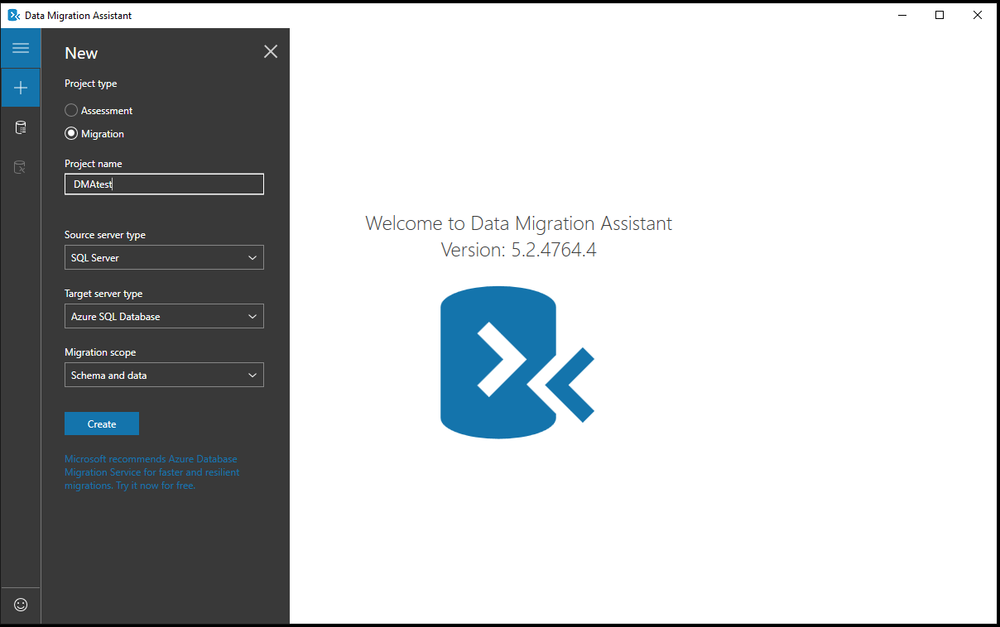 Data Migration Assistant
New
Project type
Assessment
Migration
Project name
DMAtest
Source server type
SQL Server
Target server type
Azure SQL Database
Migration scope
Schema and data
Create
Microsoft recommends Azure Database
Migration Service for faster and resilient
migrations. Try it now for free.
Welcome to Data Migration Assistant
Version: 5.2.4764.4